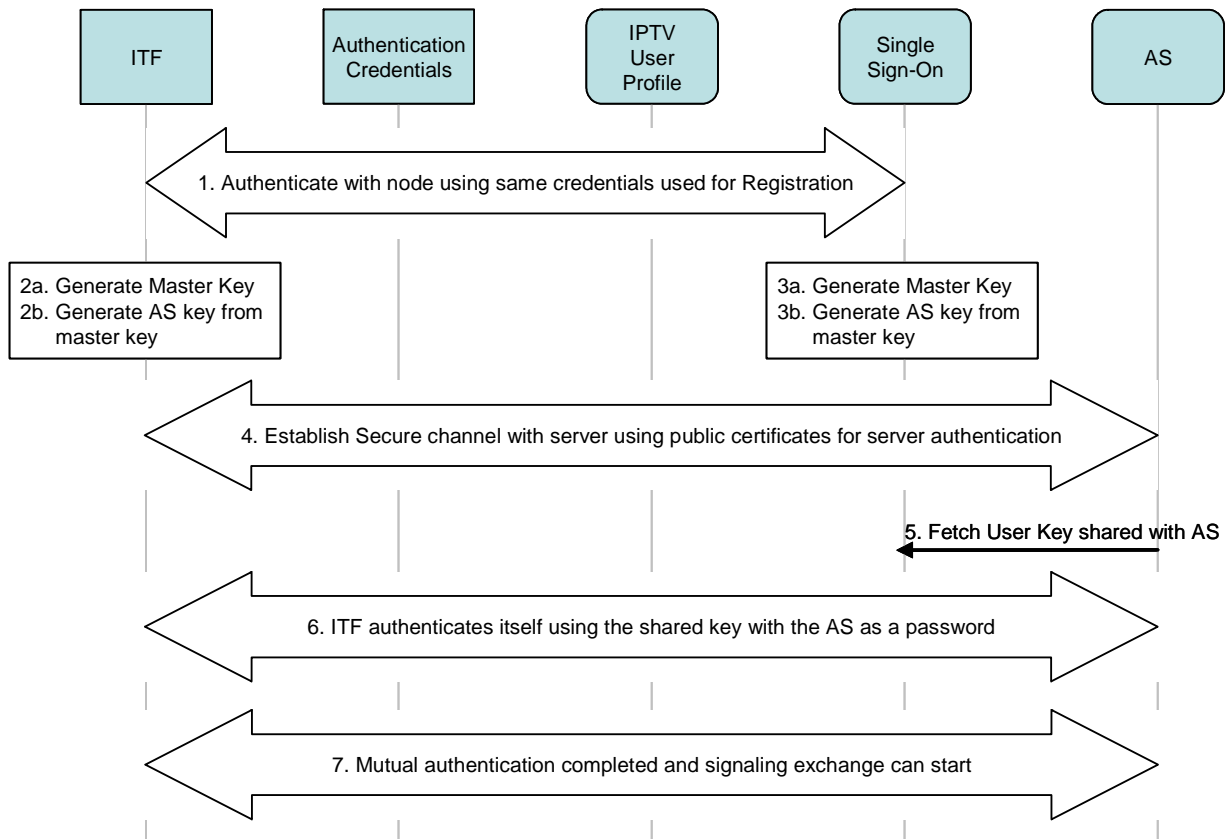 ITF
Authentication
Credentials
IPTV
User
Profile
Single
Sign-On
AS
1. Authenticate with node using same credentials used for Registration
2a. Generate Master Key
2b. Generate AS key from
master key
3a. Generate Master Key
3b. Generate AS key from
master key
4. Establish Secure channel with server using public certificates for server authentication
5. Fetch User Key shared with AS
6. ITF authenticates itself using the shared key with the AS as a password
7. Mutual authentication completed and signaling exchange can start